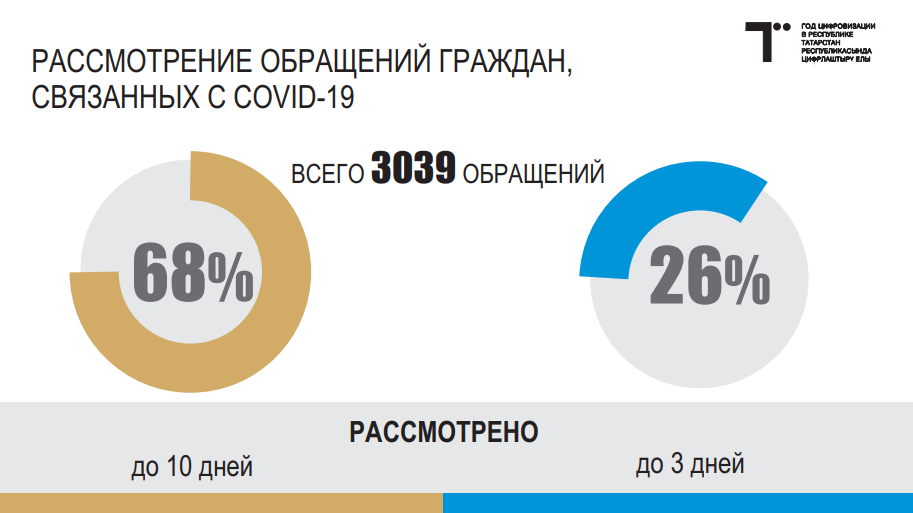 ГОД ЦИФРОВИЗАЦИИ
В РЕСПУБЛИКЕ
ТАТАРСТАН
РЕСПУБЛИКАСЫНДА
ЦИФРЛАШТЫРУ ЕЛЫ
РАССМОТРЕНИЕ ОБРАЩЕНИЙ ГРАЖДАН,
СВЯЗАННЫХ С COVID-19
ВСЕГО 3039 ОБРАЩЕНИЙ
68%
26%
РАССМОТРЕНО
до 10 дней
до 3 дней